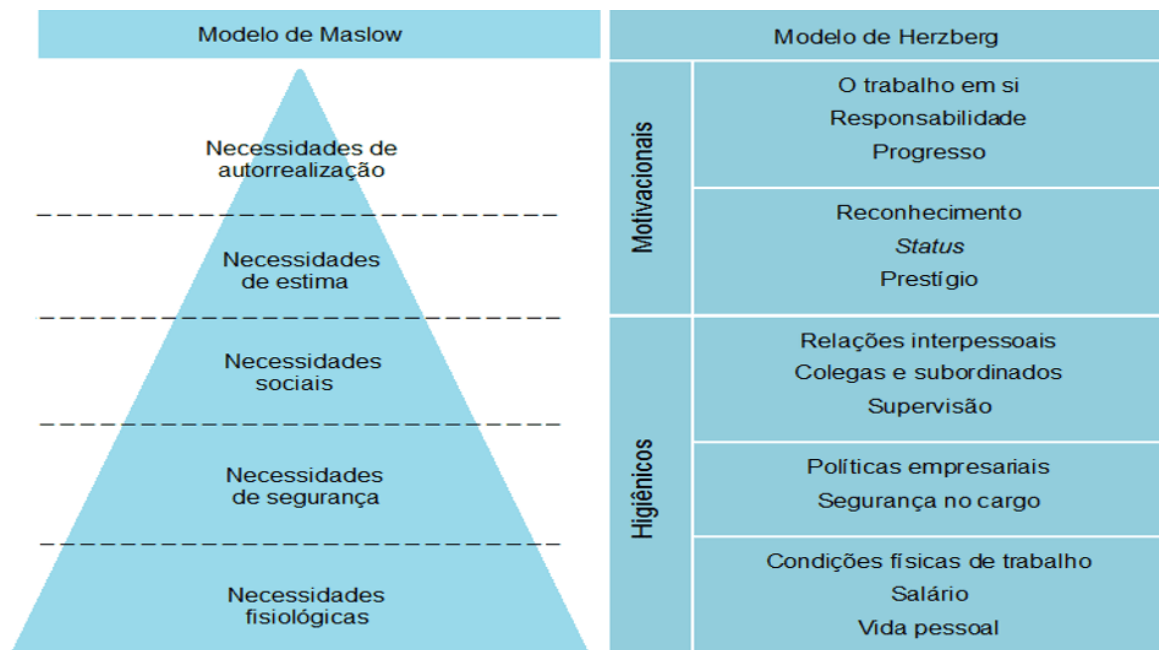 Modelo de Maslow
Necessidades de
autorrealização
Necessidades
de estima
Necessidades
sociais
Necessidades
de segurança
Necessidades
fisiológicas
Modelo de Herzberg
Motivacionais
O trabalho em si
Responsabilidade
Progresso
Reconhecimento
Status
Prestígio
Higiênicos
Relações interpessoais
Colegas e subordinados
Supervisão
Políticas empresariais
Segurança no cargo
Condições físicas de trabalho
Salário
Vida pessoal